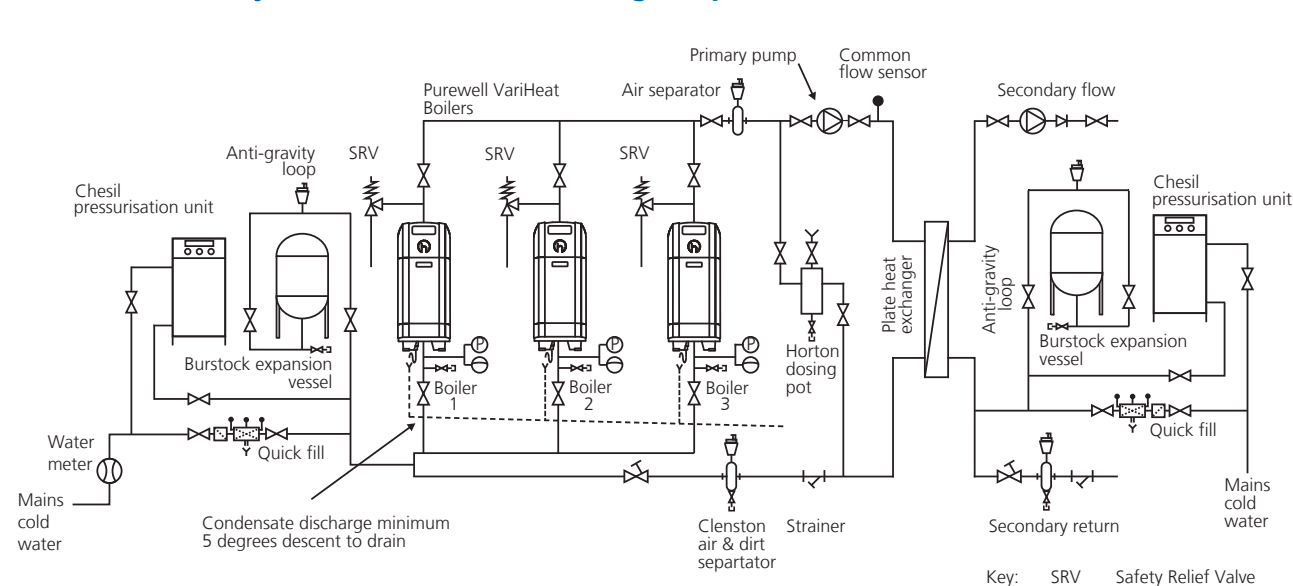 Primary pump
Common
flow sensor
Purewell VariHeat
Boilers
Air separator
Secondary flow
Anti-gravity
loop
SRV
SRV
SRV
Chesil
pressurisation unit
Chesil
pressurisation unit
Plate heat
exchanger
Anti-gravity
loop
Burstock expansion
vessel
P
P
P
Boiler
1
Boiler
2
Boiler
3
Horton
dosing
pot
Burstock expansion
vessel
Quick fill
Quick fill
Water
meter
Mains
cold
water
Condensate discharge minimum
5 degrees descent to drain
Clenston
air & dirt
separtator
Strainer
Secondary return
Mains
cold
water
Key: SRV Safety Relief Valve